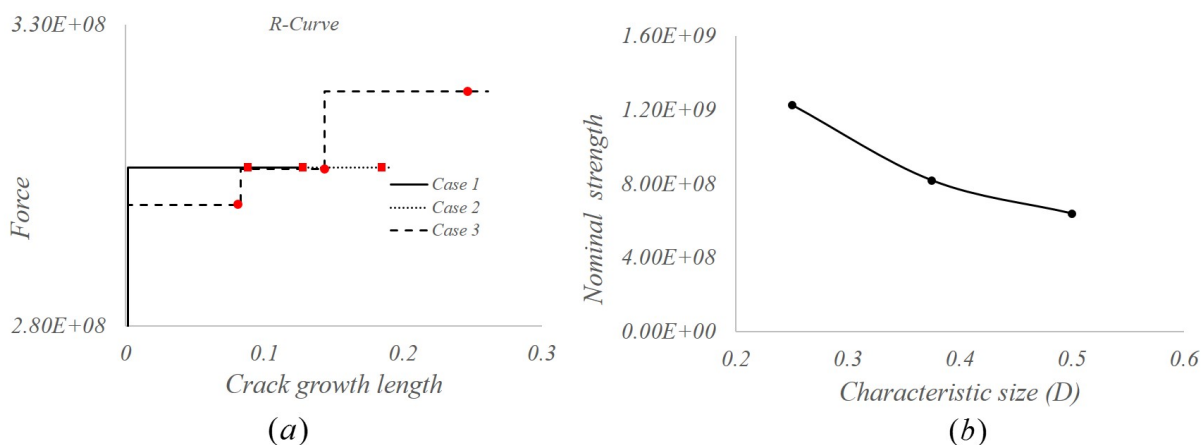 R-Curve
3.30E+08
2.80E+08
Force
0
0.1
0.2
0.3
Crack growth length
Case 1
Case 2
Case 3
(a)
1.60E+09
1.20E+09
8.00E+08
4.00E+08
0.00E+00
Nominal strength
0.2
0.3
0.4
0.5
0.6
Characteristic size (D)
(b)